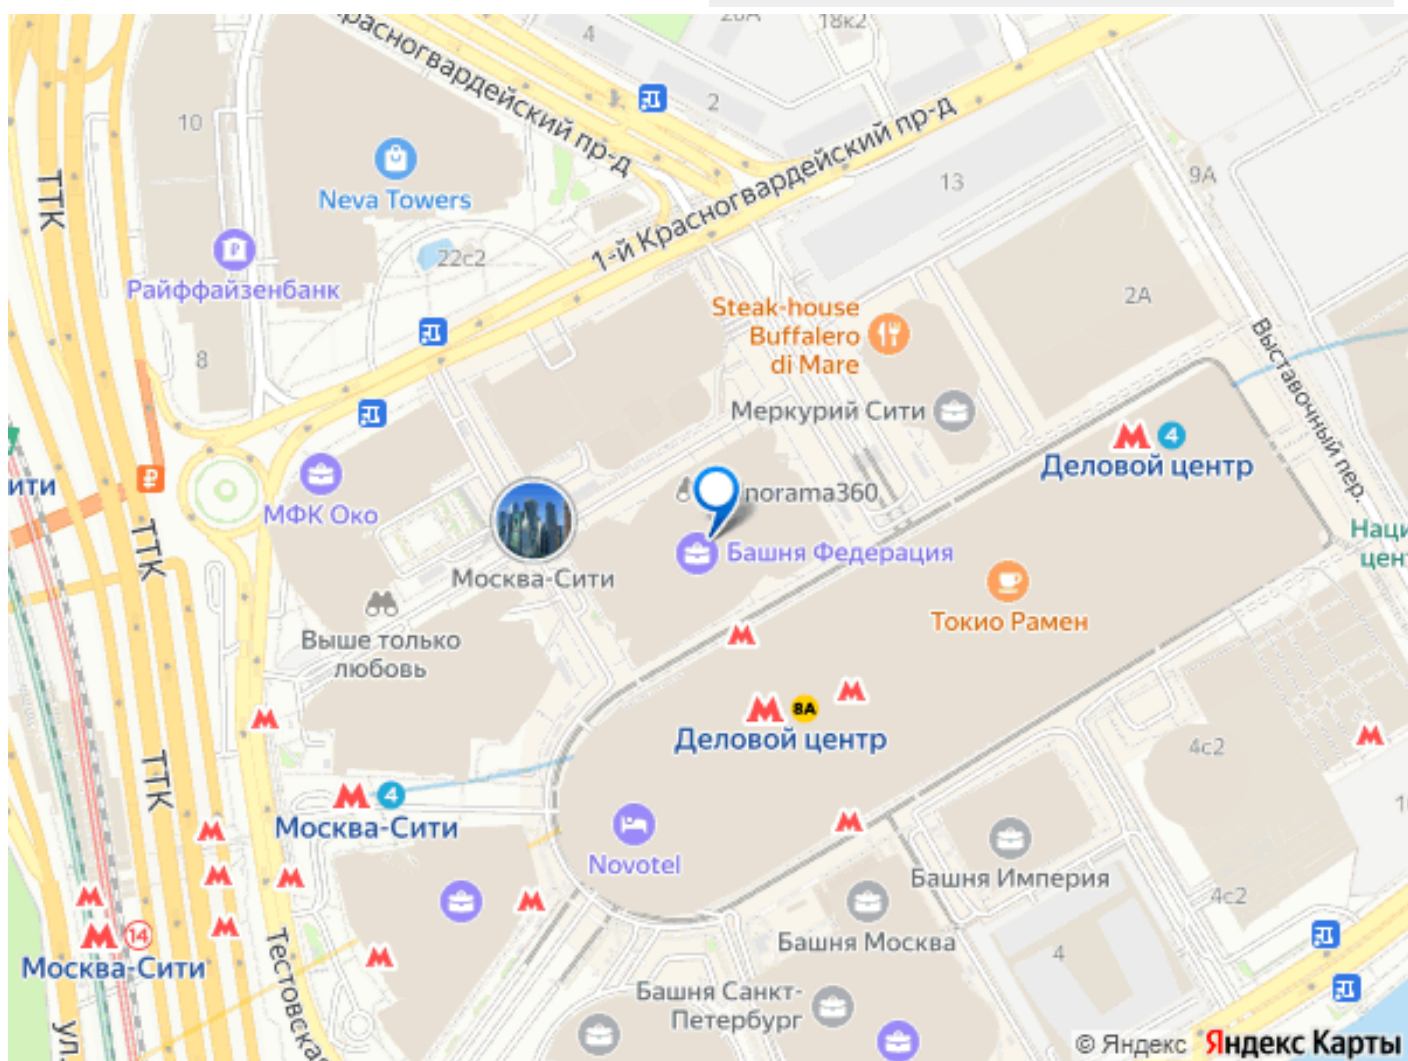 18к2
4
2
Красногвардейский пр-д
10
ТТК
Neva Towers
1-й Красногвардейский пр-д
13
9А
22с2
Райффайзенбанк
8
Steak-house
Buffalero
di Mare
2А
Выставочный пер.
Меркурий Сити
4
Деловой центр
₽
МФК Око
norama360
Башня Федерация
Москва-Сити
ТТК
Токио Рамен
Выше только
любовь
8А
Деловой центр
4с2
ТТК
4
Москва-Сити
Novotel
Башня Империя
4с2
Башня Москва
4
14
Москва-Сити
Башня Санкт-
Петербург
ул.
© Яндекс Яндекс Карты